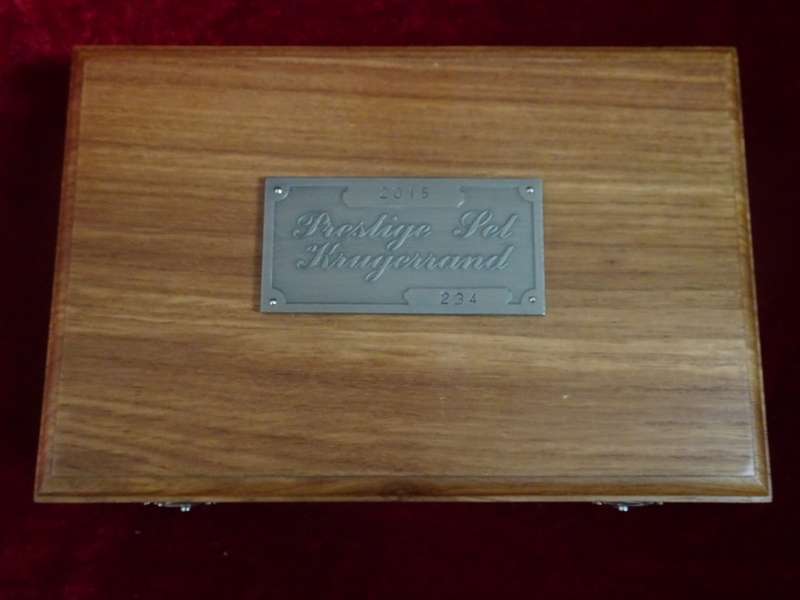 2015
Prestige Set
Krugerrand
234